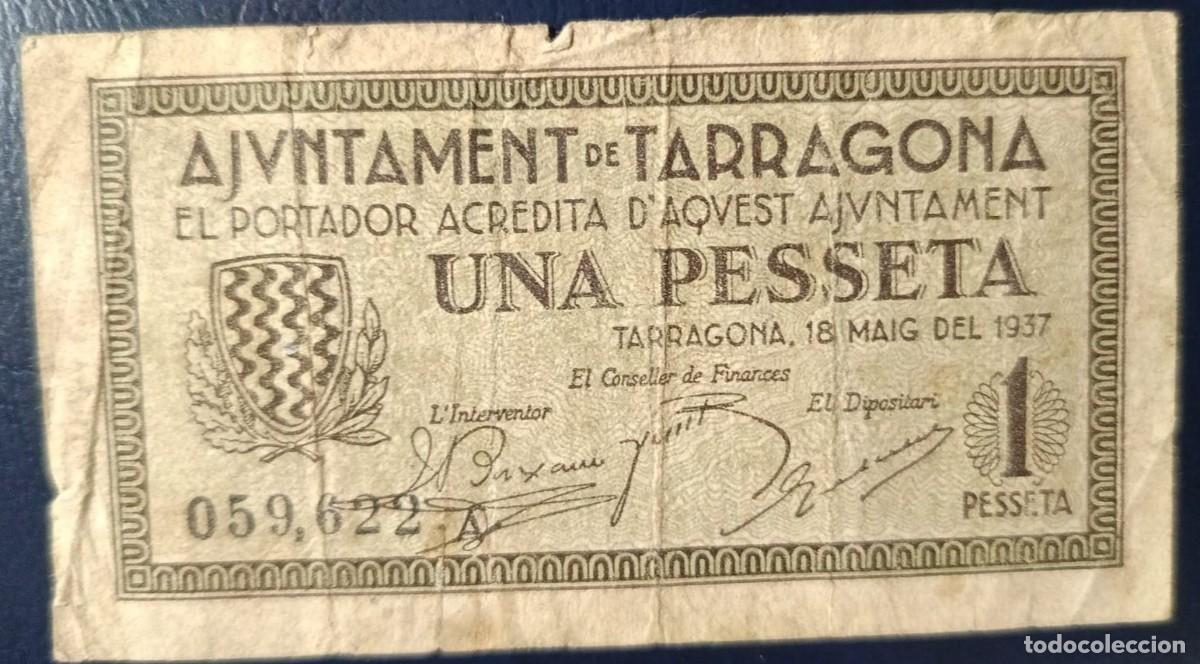 AJVNTAMENT DE TARRAGONA
EL PORTADOR ACREDITA D'AQVEST AJVNTAMENT
UNA PESSETA
TARRAGONA, 18 MAIG DEL 1937
El Conseller de Finances
L'Interventor
El Dipositari
1
PESSETA
059,622 A
todocoleccion